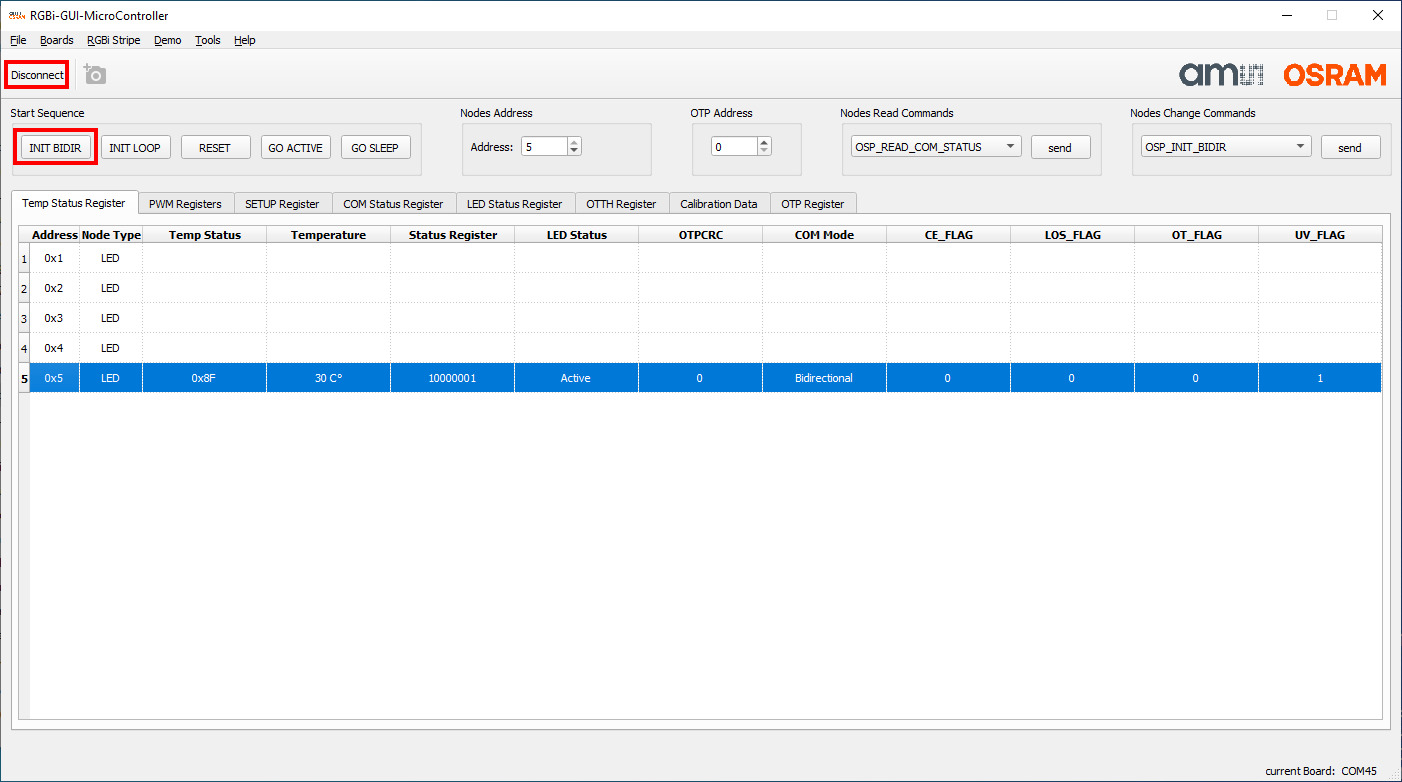 RGBi-GUI-MicroController
File Boards RGBi Stripe Demo Tools Help
Disconnect
am OSRAM
Start Sequence Nodes Address OTP Address Nodes Read Commands Nodes Change Commands
INIT BIDIR INIT LOOP RESET GO ACTIVE GO SLEEP Address: 5 0 OSP_READ_COM_STATUS send OSP_INIT_BIDIR send
Temp Status Register PWM Registers SETUP Register COM Status Register LED Status Register OTTH Register Calibration Data OTP Register
Address Node Type Temp Status Temperature Status Register LED Status OTPCRC COM Mode CE_FLAG LOS_FLAG OT_FLAG UV_FLAG
1 0x1 LED
2 0x2 LED
3 0x3 LED
4 0x4 LED
5 0x5 LED 0x8F 30 C° 10000001 Active 0 Bidirectional 0 0 0 1
current Board: COM45